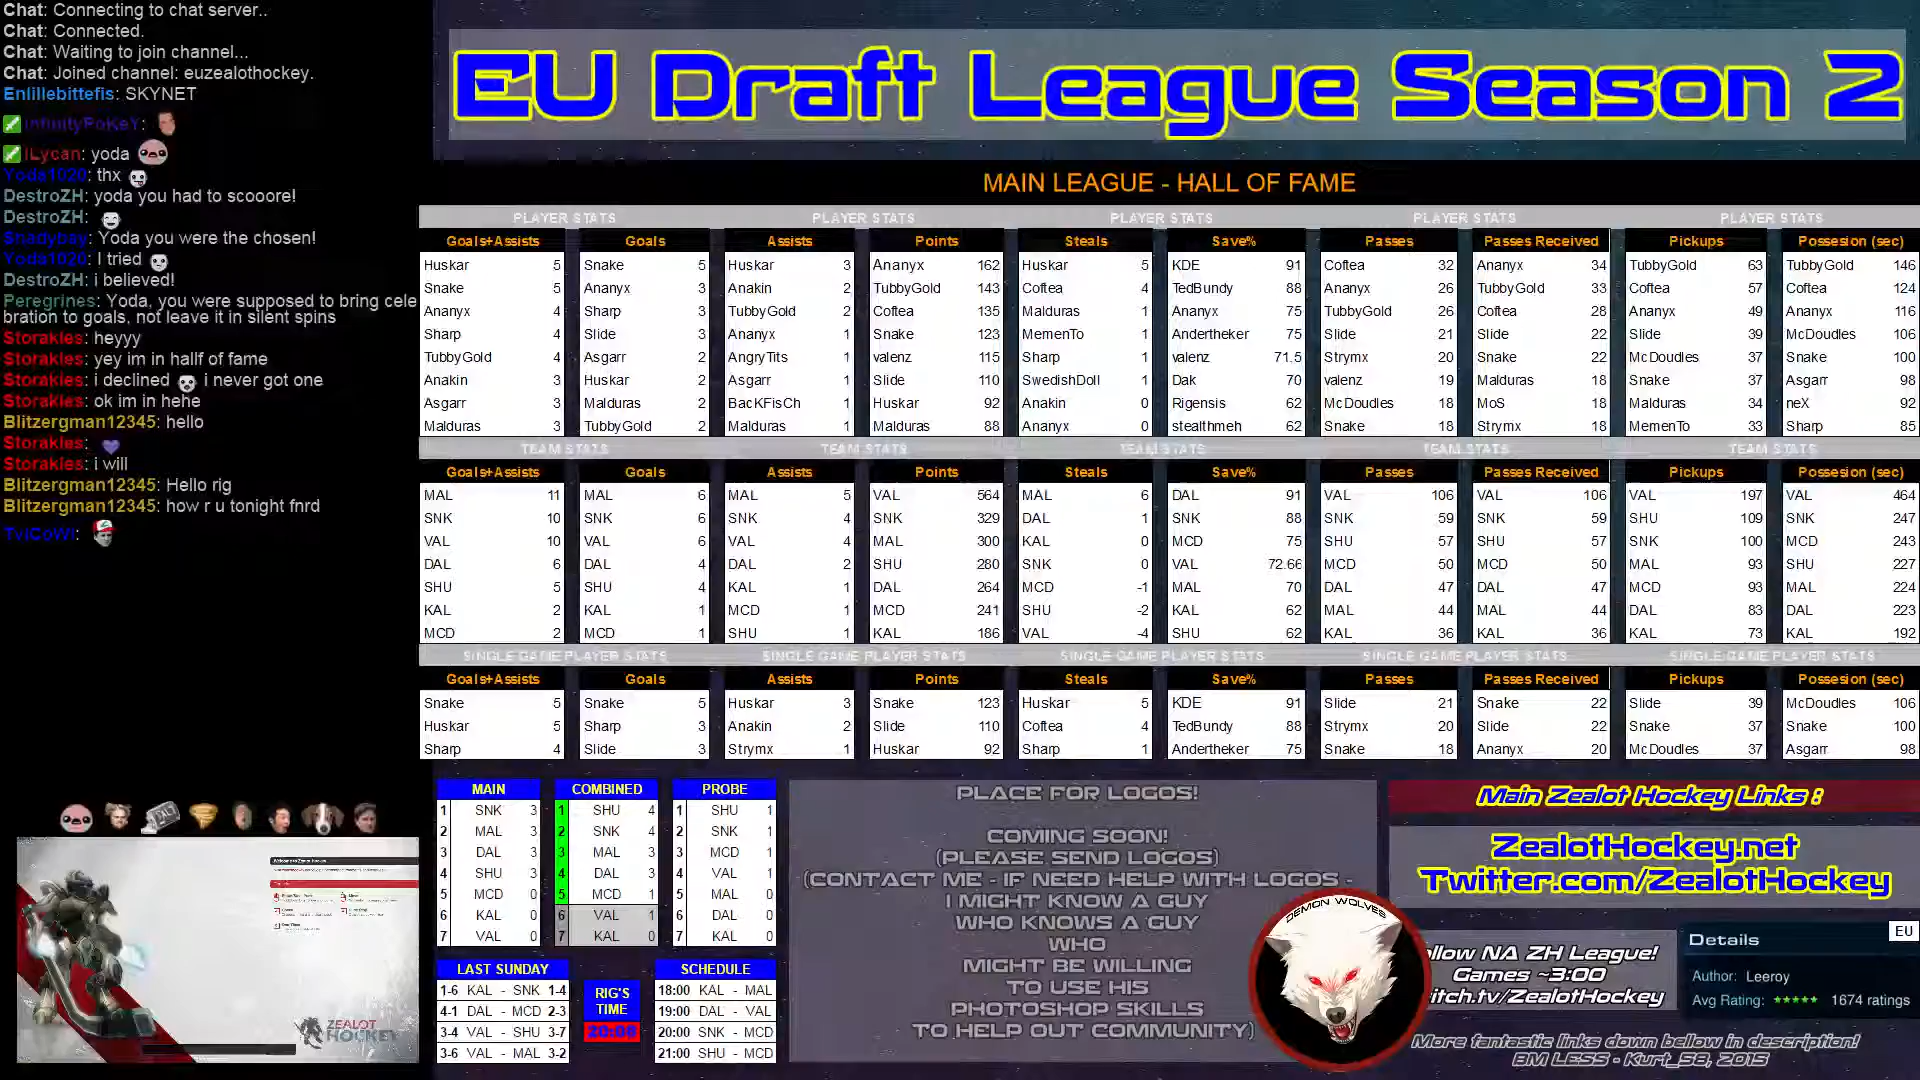 Chat: Connecting to chat server..
Chat: Connected.
Chat: Waiting to join channel...
Chat: Joined channel: euzealothockey.
Enlillebittefis: SKYNET
InfinityPoKeY:
ILycan: yoda
Yoda1020: thx
DestroZH: yoda you had to scooore!
DestroZH:
Shadybay: Yoda you were the chosen!
Yoda1020: I tried
DestroZH: i believed!
Peregrines: Yoda, you were supposed to bring cele
bration to goals, not leave it in silent spins
Storakles: heyyy
Storakles: yey im in hallf of fame
Storakles: i declined i never got one
Storakles: ok im in hehe
Blitzergman12345: hello
Storakles:
Storakles: i will
Blitzergman12345: Hello rig
Blitzergman12345: how r u tonight fnrd
EU Draft League Season 2
MAIN LEAGUE - HALL OF FAME
PLAYER STATS PLAYER STATS PLAYER STATS PLAYER STATS PLAYER STATS
Goals+Assists Goals Assists Points Steals Save% Passes Passes Received Pickups Possesion (sec)
Huskar 5 Snake 5 Huskar 3 Ananyx 162 Huskar 5 KDE 91 Coftea 32 Ananyx 34 TubbyGold 63 TubbyGold 146
Snake 5 Ananyx 3 Anakin 2 TubbyGold 143 Coftea 4 TedBundy 88 Ananyx 26 TubbyGold 33 Coftea 57 Coftea 124
Ananyx 4 Sharp 3 TubbyGold 2 Coftea 135 Malduras 1 Ananyx 75 TubbyGold 26 Coftea 28 Ananyx 49 Ananyx 116
Sharp 4 Slide 3 Ananyx 1 Snake 123 MemenTo 1 Andertheker 75 Slide 21 Slide 22 Slide 39 McDoudles 106
TubbyGold 4 Asgarr 2 AngryTits 1 valenz 115 Sharp 1 valenz 71.5 Strymx 20 Snake 22 McDoudles 37 Snake 100
Anakin 3 Huskar 2 Asgarr 1 Slide 110 SwedishDoll 1 Dak 70 valenz 19 Malduras 18 Snake 37 Asgarr 98
Asgarr 3 Malduras 2 BacKFisCh 1 Huskar 92 Anakin 0 Rigensis 62 McDoudles 18 MoS 18 Malduras 34 neX 92
Malduras 3 TubbyGold 2 Malduras 1 Malduras 88 Ananyx 0 stealthmeh 62 Snake 18 Strymx 18 MemenTo 33 Sharp 85
TEAM STATS TEAM STATS TEAM STATS TEAM STATS TEAM STATS
Goals+Assists Goals Assists Points Steals Save% Passes Passes Received Pickups Possesion (sec)
MAL 11 MAL 6 MAL 5 VAL 564 MAL 6 DAL 91 VAL 106 VAL 106 VAL 197 VAL 464
SNK 10 SNK 6 SNK 4 SNK 329 DAL 1 SNK 88 SNK 59 SNK 59 SHU 109 SNK 247
VAL 10 VAL 6 VAL 4 MAL 300 KAL 0 MCD 75 SHU 57 SHU 57 SNK 100 MCD 243
DAL 6 DAL 4 DAL 2 SHU 280 SNK 0 VAL 72.66 MCD 50 MCD 50 MAL 93 SHU 227
SHU 5 SHU 4 KAL 1 DAL 264 MCD -1 MAL 70 DAL 47 DAL 47 MCD 93 MAL 224
KAL 2 KAL 1 MCD 1 MCD 241 SHU -2 KAL 62 MAL 44 MAL 44 DAL 83 DAL 223
MCD 2 MCD 1 SHU 1 KAL 186 VAL -4 SHU 62 KAL 36 KAL 36 KAL 73 KAL 192
SINGLE GAME PLAYER STATS SINGLE GAME PLAYER STATS SINGLE GAME PLAYER STATS SINGLE GAME PLAYER STATS SINGLE GAME PLAYER STATS
Goals+Assists Goals Assists Points Steals Save% Passes Passes Received Pickups Possesion (sec)
Snake 5 Snake 5 Huskar 3 Snake 123 Huskar 5 KDE 91 Slide 21 Snake 22 Slide 39 McDoudles 106
Huskar 5 Sharp 3 Anakin 2 Slide 110 Coftea 4 TedBundy 88 Strymx 20 Slide 22 Snake 37 Snake 100
Sharp 4 Slide 3 Strymx 1 Huskar 92 Sharp 1 Andertheker 75 Snake 18 Ananyx 20 McDoudles 37 Asgarr 98
MAIN COMBINED PROBE
1 SNK 3 1 SHU 4 1 SHU 1
2 MAL 3 2 SNK 4 2 SNK 1
3 DAL 3 3 MAL 3 3 MCD 1
4 SHU 3 4 DAL 3 4 VAL 1
5 MCD 0 5 MCD 1 5 MAL 0
6 KAL 0 6 VAL 1 6 DAL 0
7 VAL 0 7 KAL 0 7 KAL 0
LAST SUNDAY
1-6 KAL - SNK 1-4
4-1 DAL - MCD 2-3
3-4 VAL - SHU 3-7
3-6 VAL - MAL 3-2
RIG'S
TIME
20:08
SCHEDULE
18:00 KAL - MAL
19:00 DAL - VAL
20:00 SNK - MCD
21:00 SHU - MCD
PLACE FOR LOGOS!
COMING SOON!
(PLEASE SEND LOGOS)
(CONTACT ME - IF NEED HELP WITH LOGOS -
I MIGHT KNOW A GUY
WHO KNOWS A GUY
WHO
MIGHT BE WILLING
TO USE HIS
PHOTOSHOP SKILLS
TO HELP OUT COMMUNITY)
DEMON WOLVES
Main Zealot Hockey Links :
ZealotHockey.net
Twitter.com/ZealotHockey
ollow NA ZH League!
Games ~3:00
itch.tv/ZealotHockey
EU
Details
Author: Leeroy
Avg Rating: ★★★★★ 1674 ratings
More fantastic links down bellow in description!
BM LESS - Kurt_S8, 2015
ZEALOT
HOCKEY